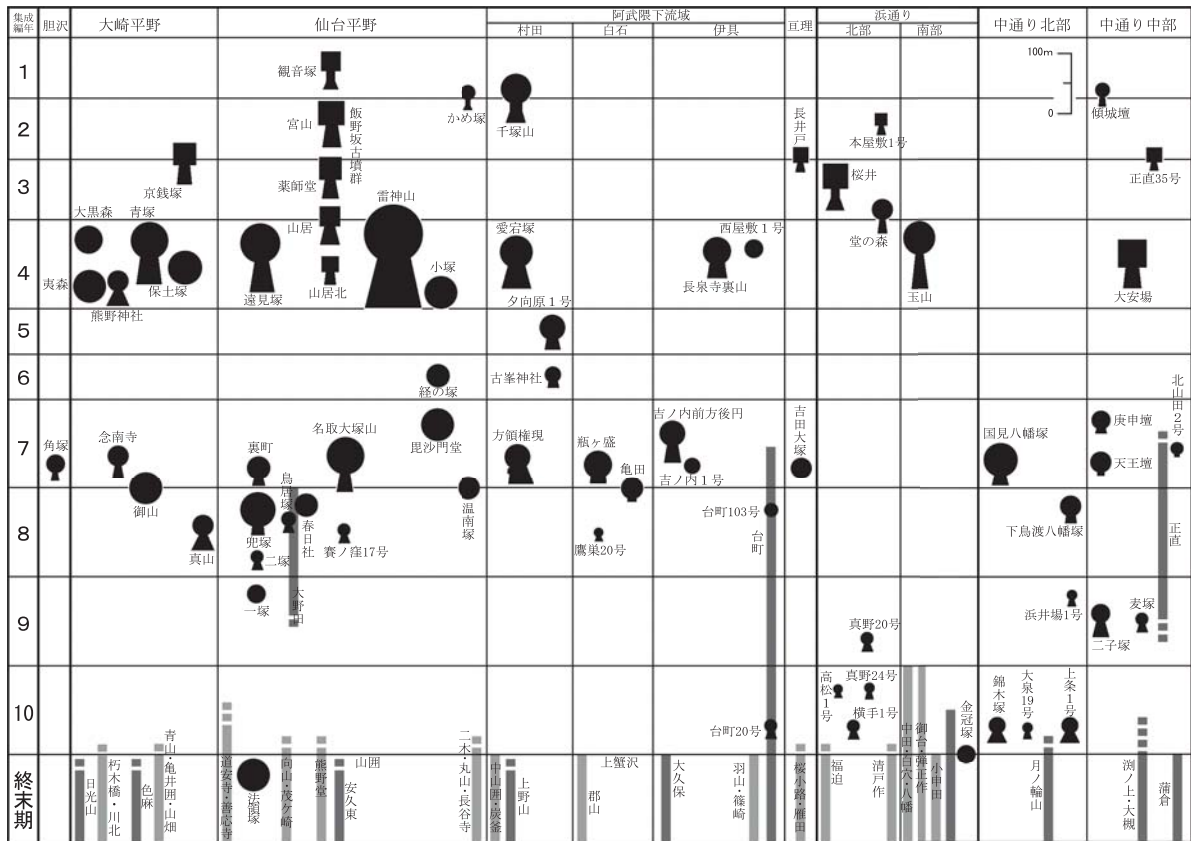 集成編年 胆沢 大崎平野 仙台平野 阿武隈下流域 亘理 浜通り 中通り北部 中通り中部
村田 白石 伊具 北部 南部
1
観音塚
かめ塚
千塚山
100m
0
傾城壇
2
宮山
飯野坂古墳群
長井戸
本屋敷1号
正直35号
3
京銭塚
薬師堂
雷神山
桜井
堂の森
4
大黒森
青塚
夷森
熊野神社
保土塚
遠見塚
山居
山居北
小塚
愛宕塚
夕向原1号
西屋敷1号
長泉寺裏山
玉山
大安場
5
6
経の塚
古峯神社
7
角塚
念南寺
御山
裏町
名取大塚山
毘沙門堂
方領権現
瓶ヶ盛
亀田
吉ノ内前方後円
吉ノ内1号
吉田大塚
国見八幡塚
庚申壇
天王壇
北山田2号
8
真山
兜塚
鳥居塚
春日社
二塚
賽ノ窪17号
温南塚
鷹巣20号
台町103号
台町
下鳥渡八幡塚
正直
9
一塚
大野田
真野20号
浜井場1号
二子塚
麦塚
10
台町20号
高松1号
真野24号
横手1号
金冠塚
錦木塚
大泉19号
上条1号
終末期
日光山
朽木橋・川北
色麻
青山・亀井囲・山畑
道安寺・善応寺
法領塚
向山・茂ケ崎
熊野堂
安久東
山囲
二木・丸山・長谷寺
中山囲・炭釜
上野山
郡山
上蟹沢
大久保
羽山・篠崎
桜小路・雁田
福迫
清戸作
中田・白穴・八幡
御台・弾正作
小申田
月ノ輪山
渕ノ上・大槻
蒲倉